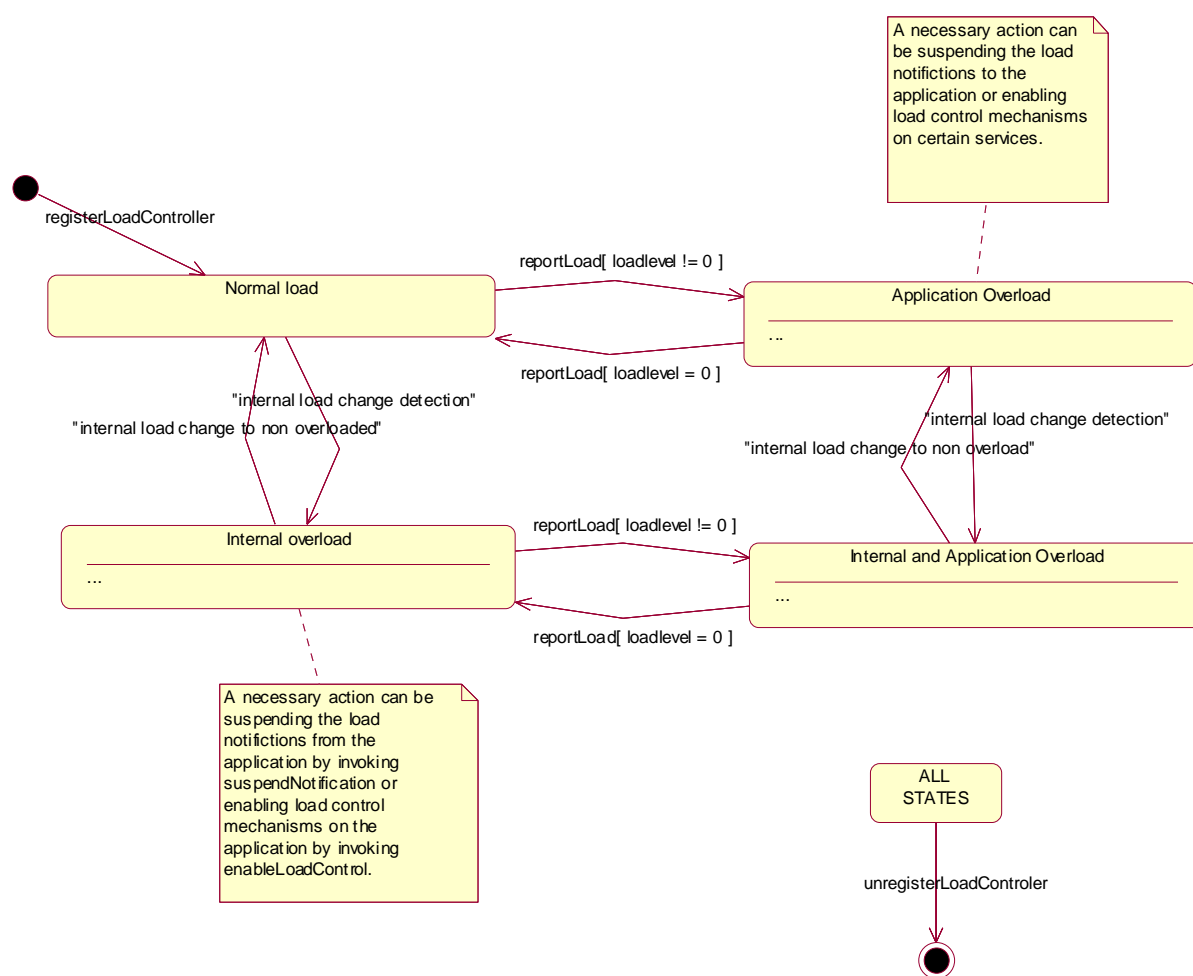 A necessary action can
be suspending the load
notifictions to the
application or enabling
load control mechanisms
on certain services.
registerLoadController
reportLoad[ loadlevel != 0 ]
Normal load
Application Overload
...
reportLoad[ loadlevel = 0 ]
"internal load change detection"
"internal load change to non overloaded"
"internal load change detection"
"internal load change to non overload"
reportLoad[ loadlevel != 0 ]
Internal overload
...
Internal and Application Overload
...
reportLoad[ loadlevel = 0 ]
A necessary action can be
suspending the load
notifictions from the
application by invoking
suspendNotification or
enabling load control
mechanisms on the
application by invoking
enableLoadControl.
ALL
STATES
unregisterLoadControler